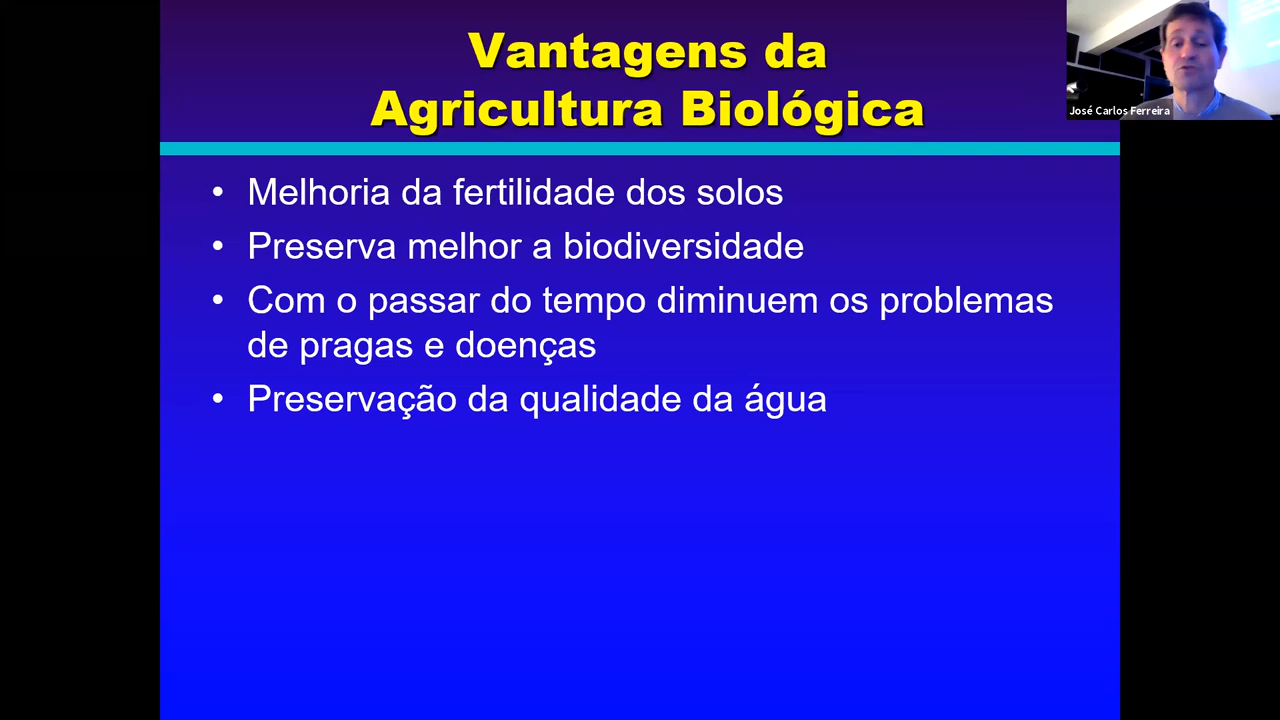 Vantagens da
Agricultura Biológica
José Carlos Ferreira
• Melhoria da fertilidade dos solos
• Preserva melhor a biodiversidade
• Com o passar do tempo diminuem os problemas
de pragas e doenças
• Preservação da qualidade da água